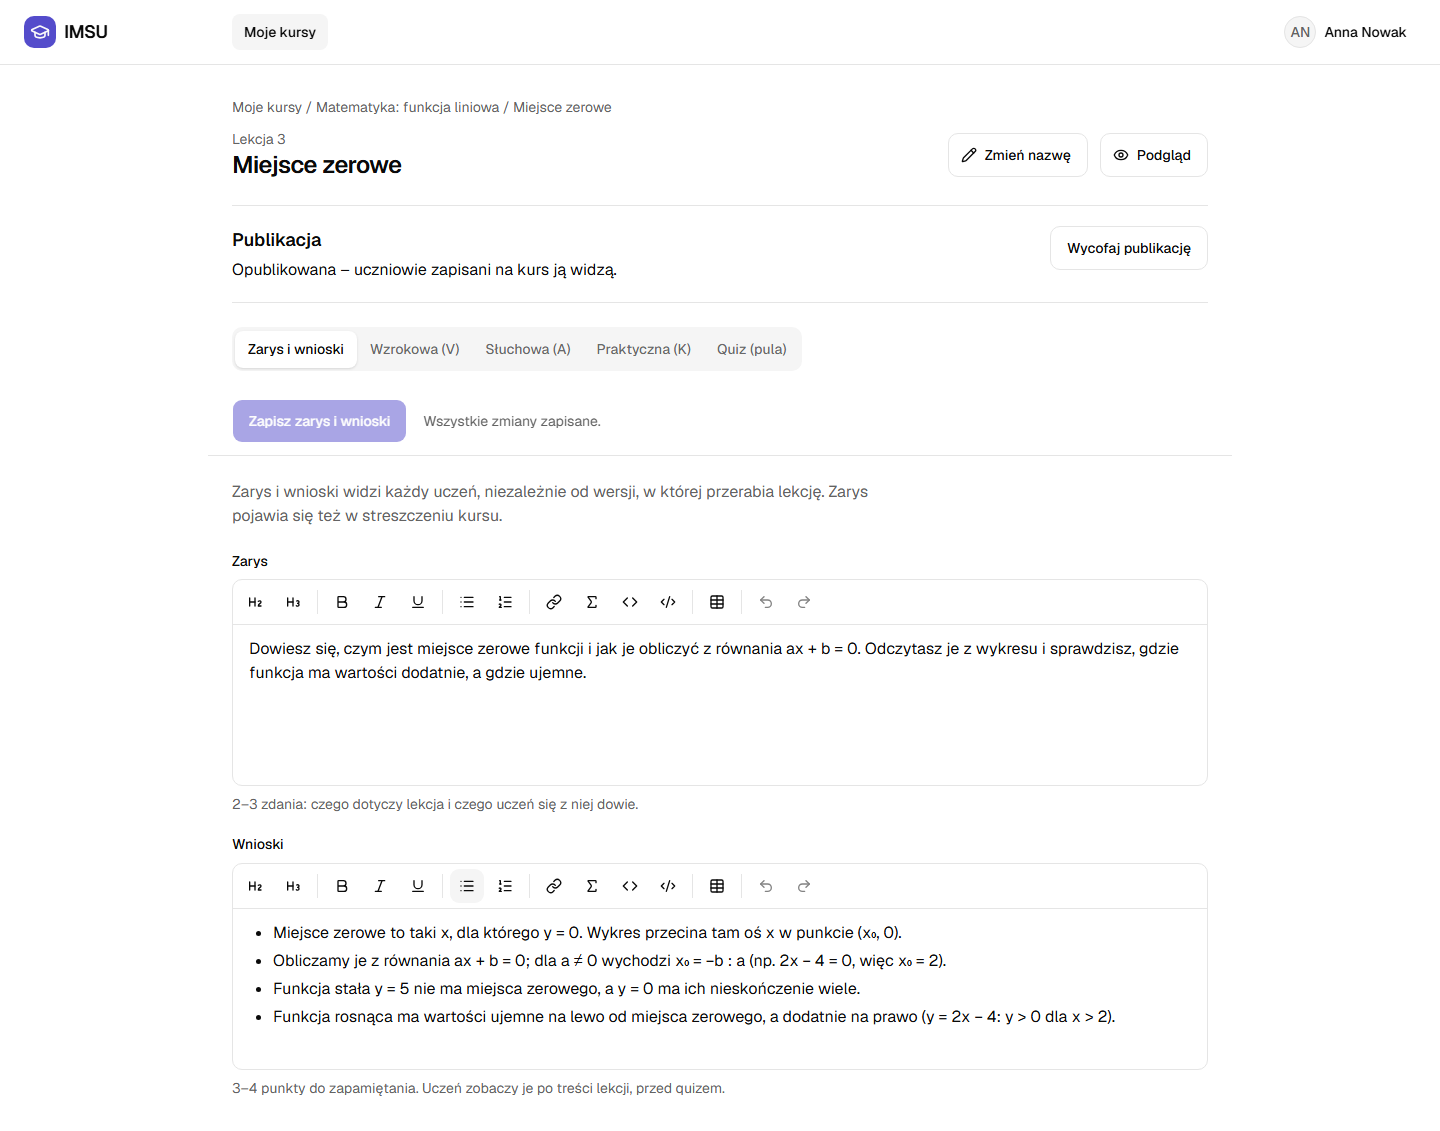 IMSU
Moje kursy
AN
Anna Nowak
Moje kursy / Matematyka: funkcja liniowa / Miejsce zerowe
Lekcja 3
Miejsce zerowe
Zmień nazwę
Podgląd
Publikacja
Opublikowana – uczniowie zapisani na kurs ją widzą.
Wycofaj publikację
Zarys i wnioski
Wzrokowa (V)
Słuchowa (A)
Praktyczna (K)
Quiz (pula)
Zapisz zarys i wnioski
Wszystkie zmiany zapisane.
Zarys i wnioski widzi każdy uczeń, niezależnie od wersji, w której przerabia lekcję. Zarys
pojawia się też w streszczeniu kursu.
Zarys
H2 H3 B I U
Dowiesz się, czym jest miejsce zerowe funkcji i jak je obliczyć z równania ax + b = 0. Odczytasz je z wykresu i sprawdzisz, gdzie
funkcja ma wartości dodatnie, a gdzie ujemne.
2–3 zdania: czego dotyczy lekcja i czego uczeń się z niej dowie.
Wnioski
H2 H3 B I U
• Miejsce zerowe to taki x, dla którego y = 0. Wykres przecina tam oś x w punkcie (x₀, 0).
• Obliczamy je z równania ax + b = 0; dla a ≠ 0 wychodzi x₀ = −b : a (np. 2x − 4 = 0, więc x₀ = 2).
• Funkcja stała y = 5 nie ma miejsca zerowego, a y = 0 ma ich nieskończenie wiele.
• Funkcja rosnąca ma wartości ujemne na lewo od miejsca zerowego, a dodatnie na prawo (y = 2x − 4: y > 0 dla x > 2).
3–4 punkty do zapamiętania. Uczeń zobaczy je po treści lekcji, przed quizem.